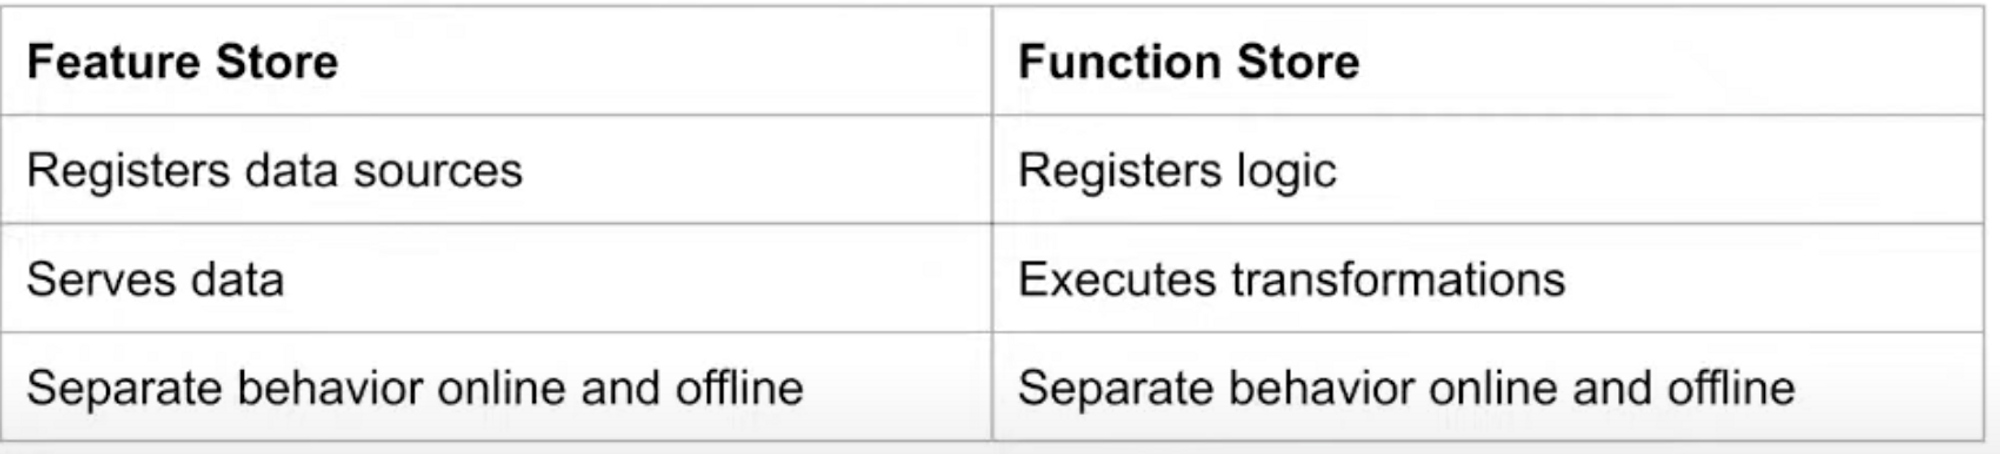 Feature Store
Function Store
Registers data sources
Registers logic
Serves data
Executes transformations
Separate behavior online and offline
Separate behavior online and offline